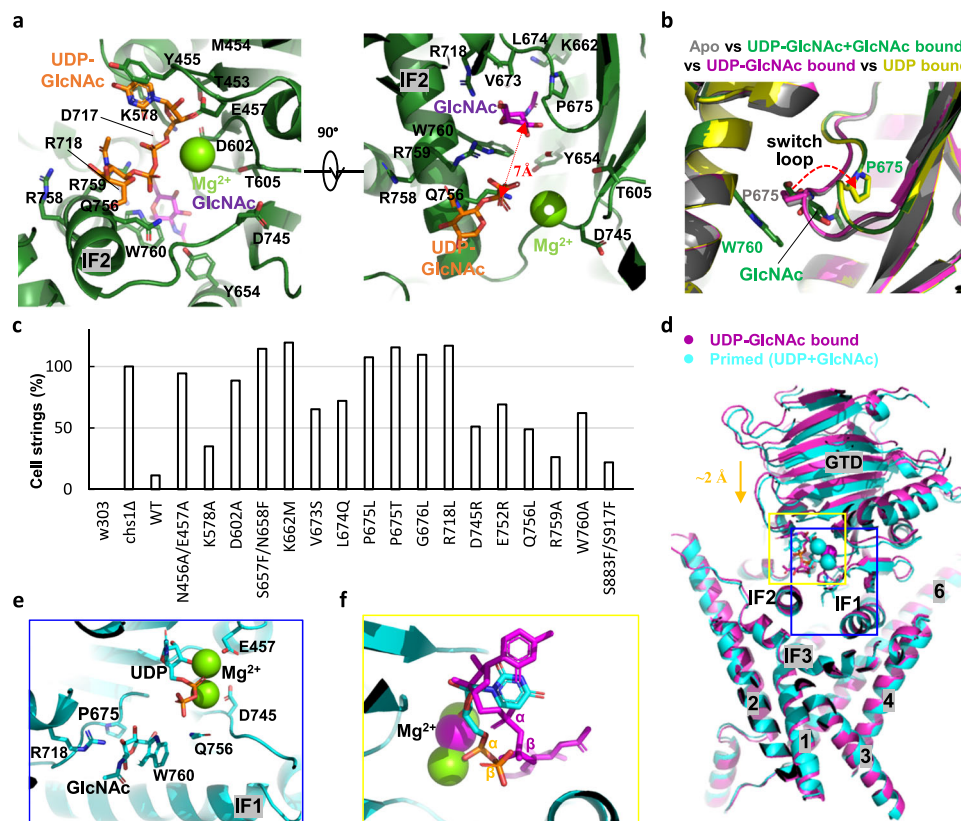 a
UDP-
GlcNAc
Y455
M454
T453
E457
D717
K578
D602
R718
Mg2+
GlcNAc
T605
R758
R759
Q756
W760
D745
IF2
Y654
90°
R718
L674
K662
IF2
V673
GlcNAc
P675
W760
R759
Y654
7Å
T605
R758
Q756
UDP-
GlcNAc
Mg2+
D745
b
Apo vs UDP-GlcNAc+GlcNAc bound
vs UDP-GlcNAc bound vs UDP bound
switch
loop
P675
P675
W760
GlcNAc
c
Cell strings (%)
100
50
0
w303
chs1Δ
WT
N456A/E457A
K578A
D602A
S657F/N658F
K662M
V673S
L674Q
P675L
P675T
G676L
R718L
D745R
E752R
Q756L
R759A
W760A
S883F/S917F
d
UDP-GlcNAc bound
Primed (UDP+GlcNAc)
GTD
~2 Å
IF2
IF1
6
IF3
2
4
1
3
e
E457
UDP
Mg2+
P675
D745
R718
Q756
W760
GlcNAc
IF1
f
Mg2+
α
β
α
β